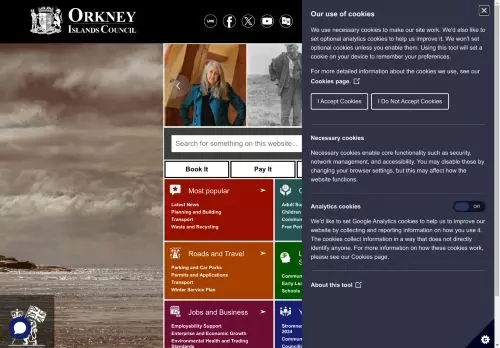 ORKNEY
ISLANDS COUNCIL
Book It
Pay It
Most popular
Latest News
Planning and Building
Transport
Waste and Recycling
Adult Su
Children
Commun
Free Peri
Roads and Travel
Parking and Car Parks
Permits and Applications
Transport
Winter Service Plan
L
S
Commun
Early Lea
Schools
Jobs and Business
Employability Support
Enterprise and Economic Growth
Environmental Health and Trading
Standards
Y
Stromnes
2024
Commun
Council
Search for something on this website...
Our use of cookies
We use necessary cookies to make our site work. We'd also like to
set optional analytics cookies to help us improve it. We won't set
optional cookies unless you enable them. Using this tool will set a
cookie on your device to remember your preferences.
For more detailed information about the cookies we use, see our
Cookies page.
I Accept Cookies
I Do Not Accept Cookies
Necessary cookies
Necessary cookies enable core functionality such as security,
network management, and accessibility. You may disable these by
changing your browser settings, but this may affect how the
website functions.
Analytics cookies
Off
We'd like to set Google Analytics cookies to help us to improve our
website by collecting and reporting information on how you use it.
The cookies collect information in a way that does not directly
identify anyone. For more information on how these cookies work,
please see our Cookies page.
About this tool